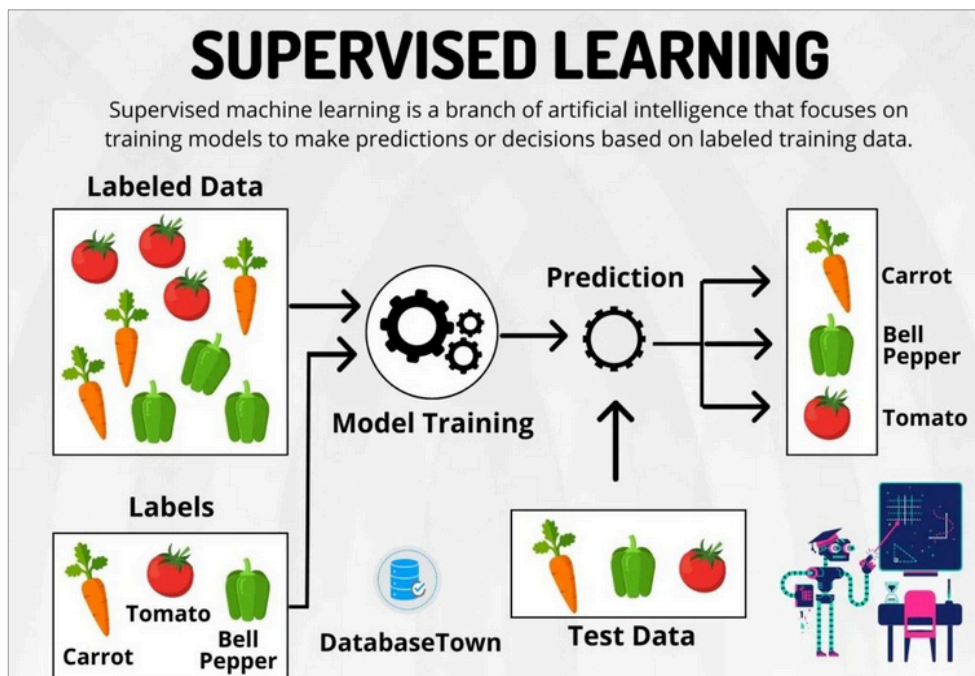 SUPERVISED LEARNING
Supervised machine learning is a branch of artificial intelligence that focuses on
training models to make predictions or decisions based on labeled training data.
Labeled Data
Prediction
Carrot
Bell
Pepper
Tomato
Model Training
Labels
Carrot
Tomato
Bell
Pepper
DatabaseTown
Test Data